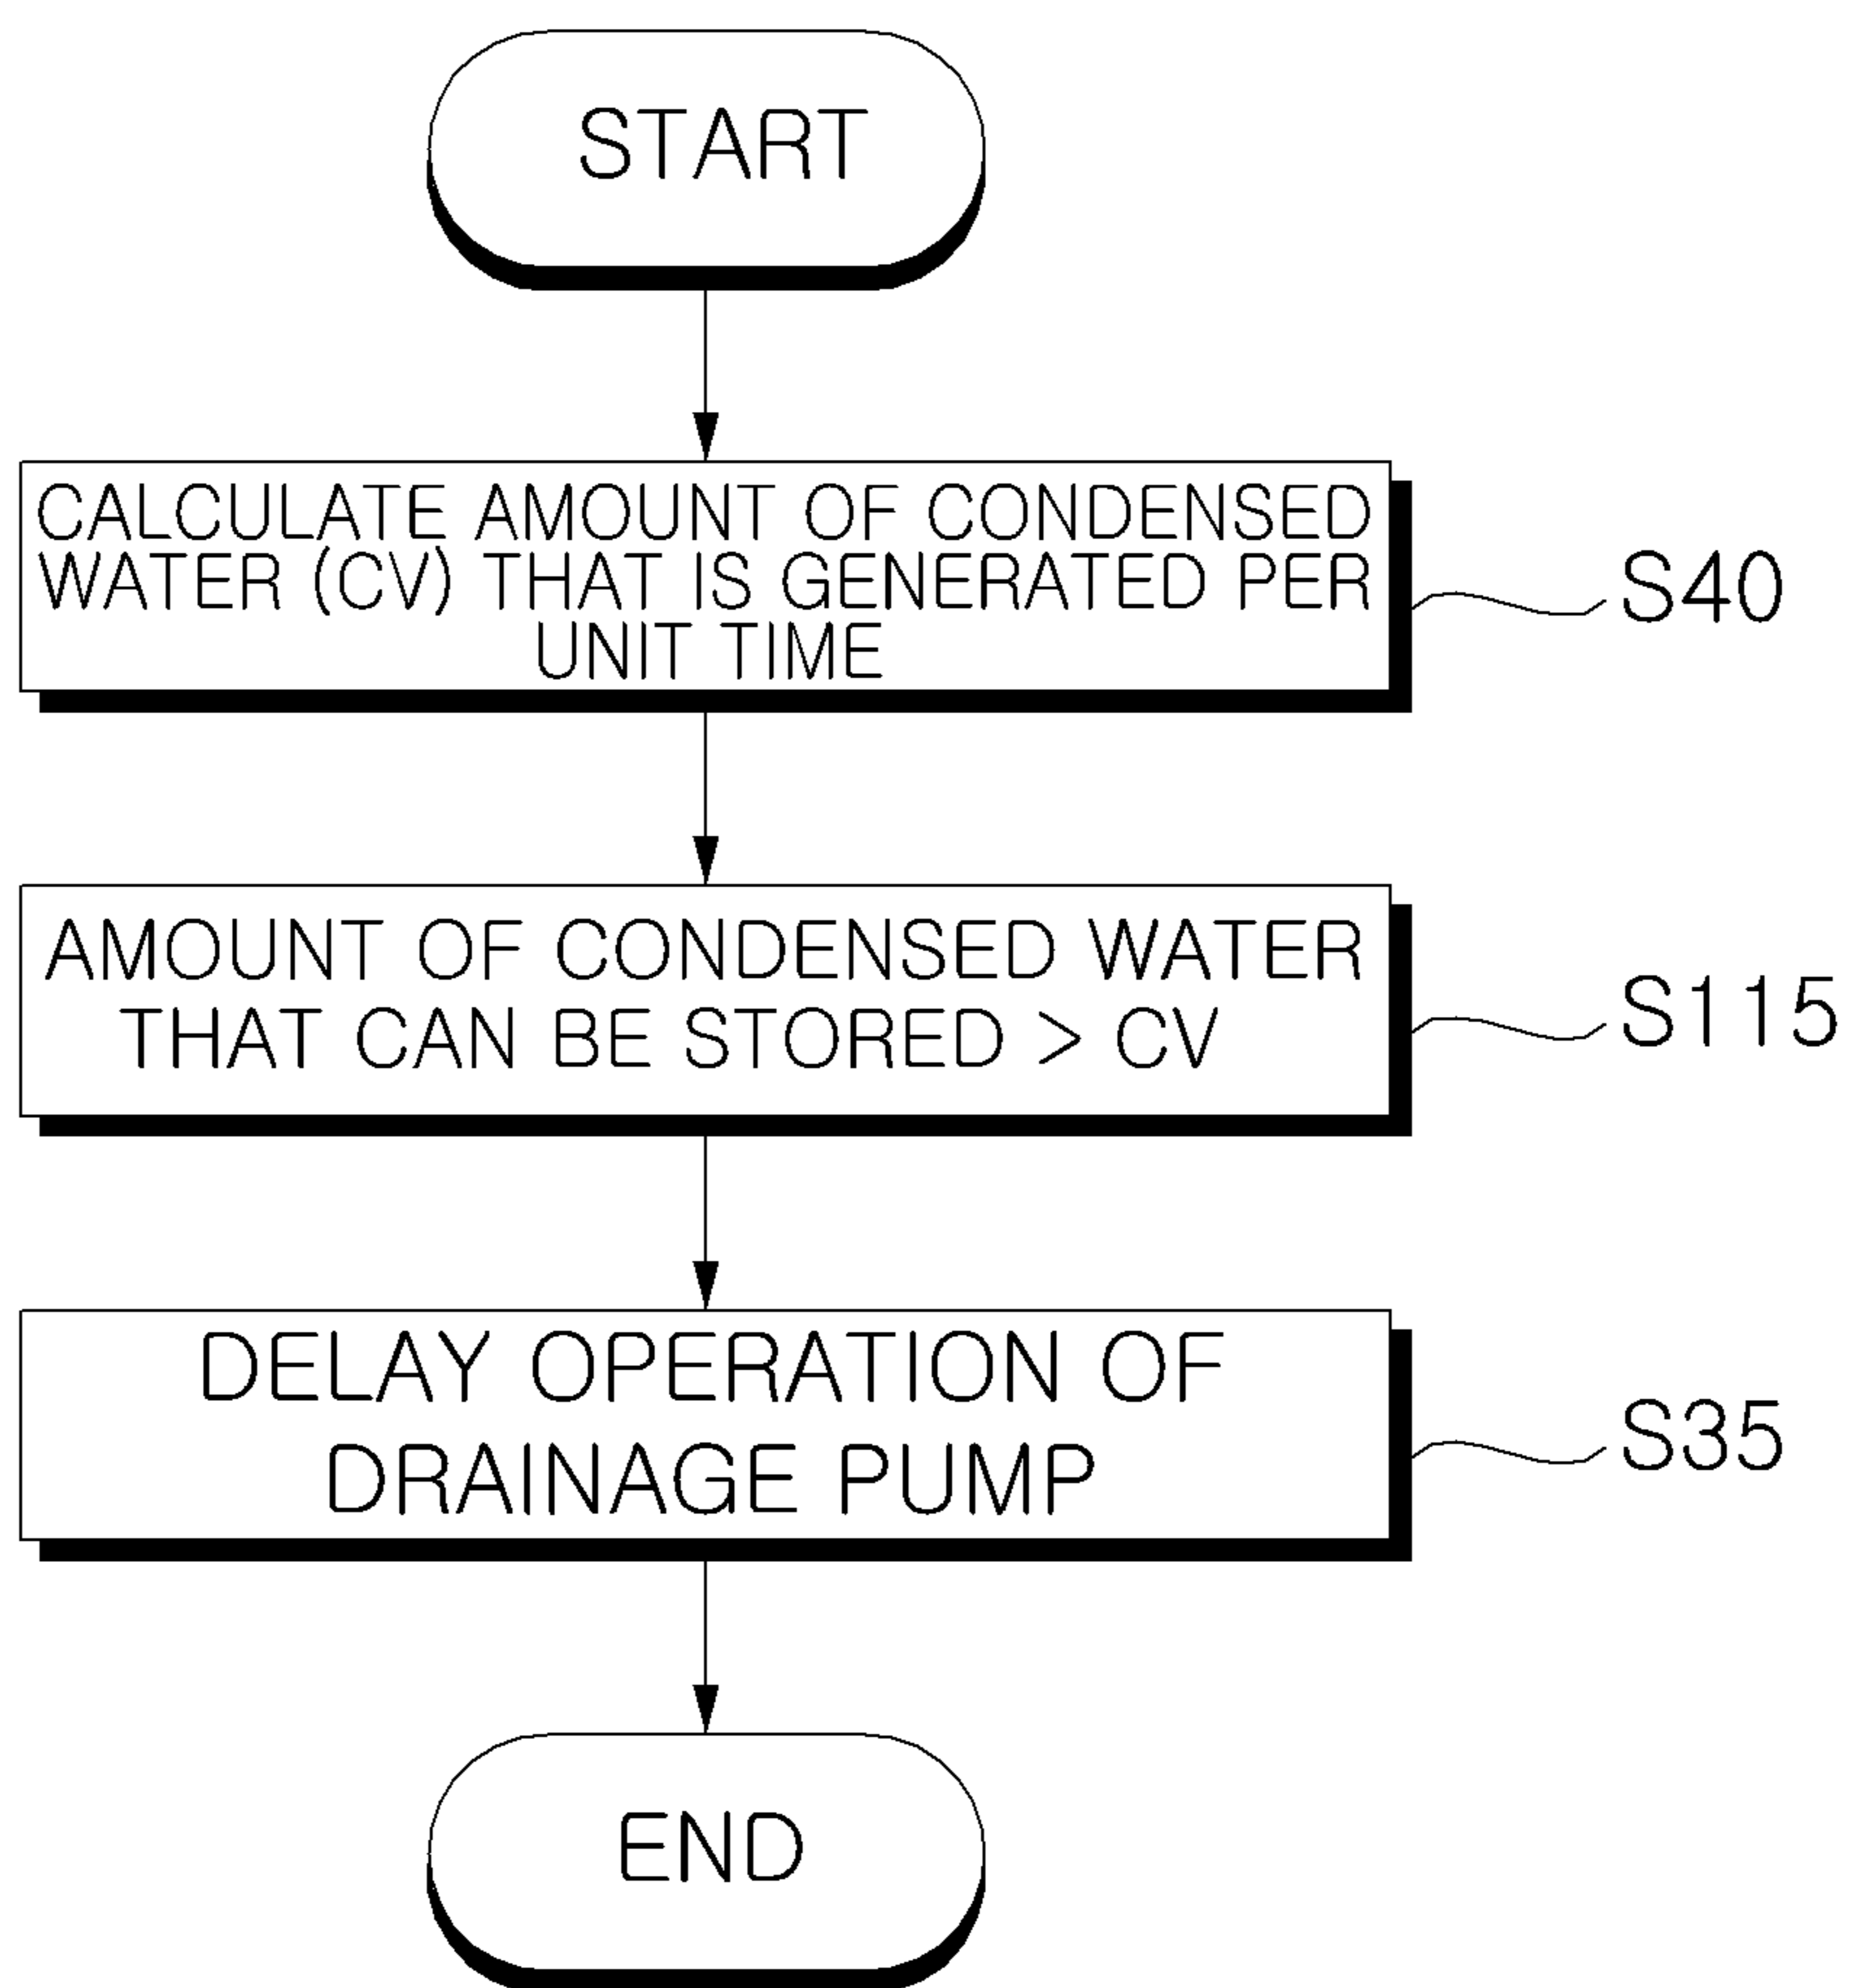 START
CALCULATE AMOUNT OF CONDENSED
WATER (CV) THAT IS GENERATED PER
UNIT TIME
S40
AMOUNT OF CONDENSED WATER
THAT CAN BE STORED > CV
S115
DELAY OPERATION OF
DRAINAGE PUMP
S35
END